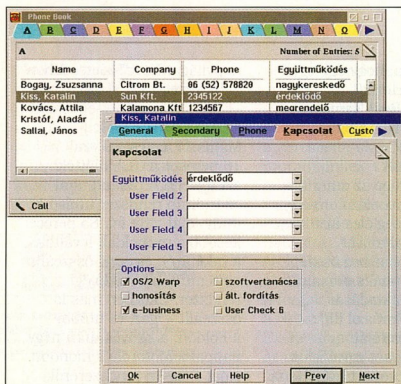 Phone Book
A B C D E F G H I J K L M N O
A
Number of Entries: 5
Name Company Phone Együttműködés
Bogay, Zsuzsanna Citrom Bt. 06 (52) 578820 nagykereskedő
Kiss, Katalin Sun Kft. 2345122 érdeklődő
Kovács, Attila Kalamona Kft 1234567 megrendelő
Kristóf, Aladár
Sallai, János
Call
Kiss, Katalin
General Secondary Phone Kapcsolat Custo
Kapcsolat
Együttműködés érdeklődő
User Field 2
User Field 3
User Field 4
User Field 5
Options
OS/2 Warp szoftvertanácsa
honosítás ált. fordítás
e-business User Check 6
Ok Cancel Help Prev Next